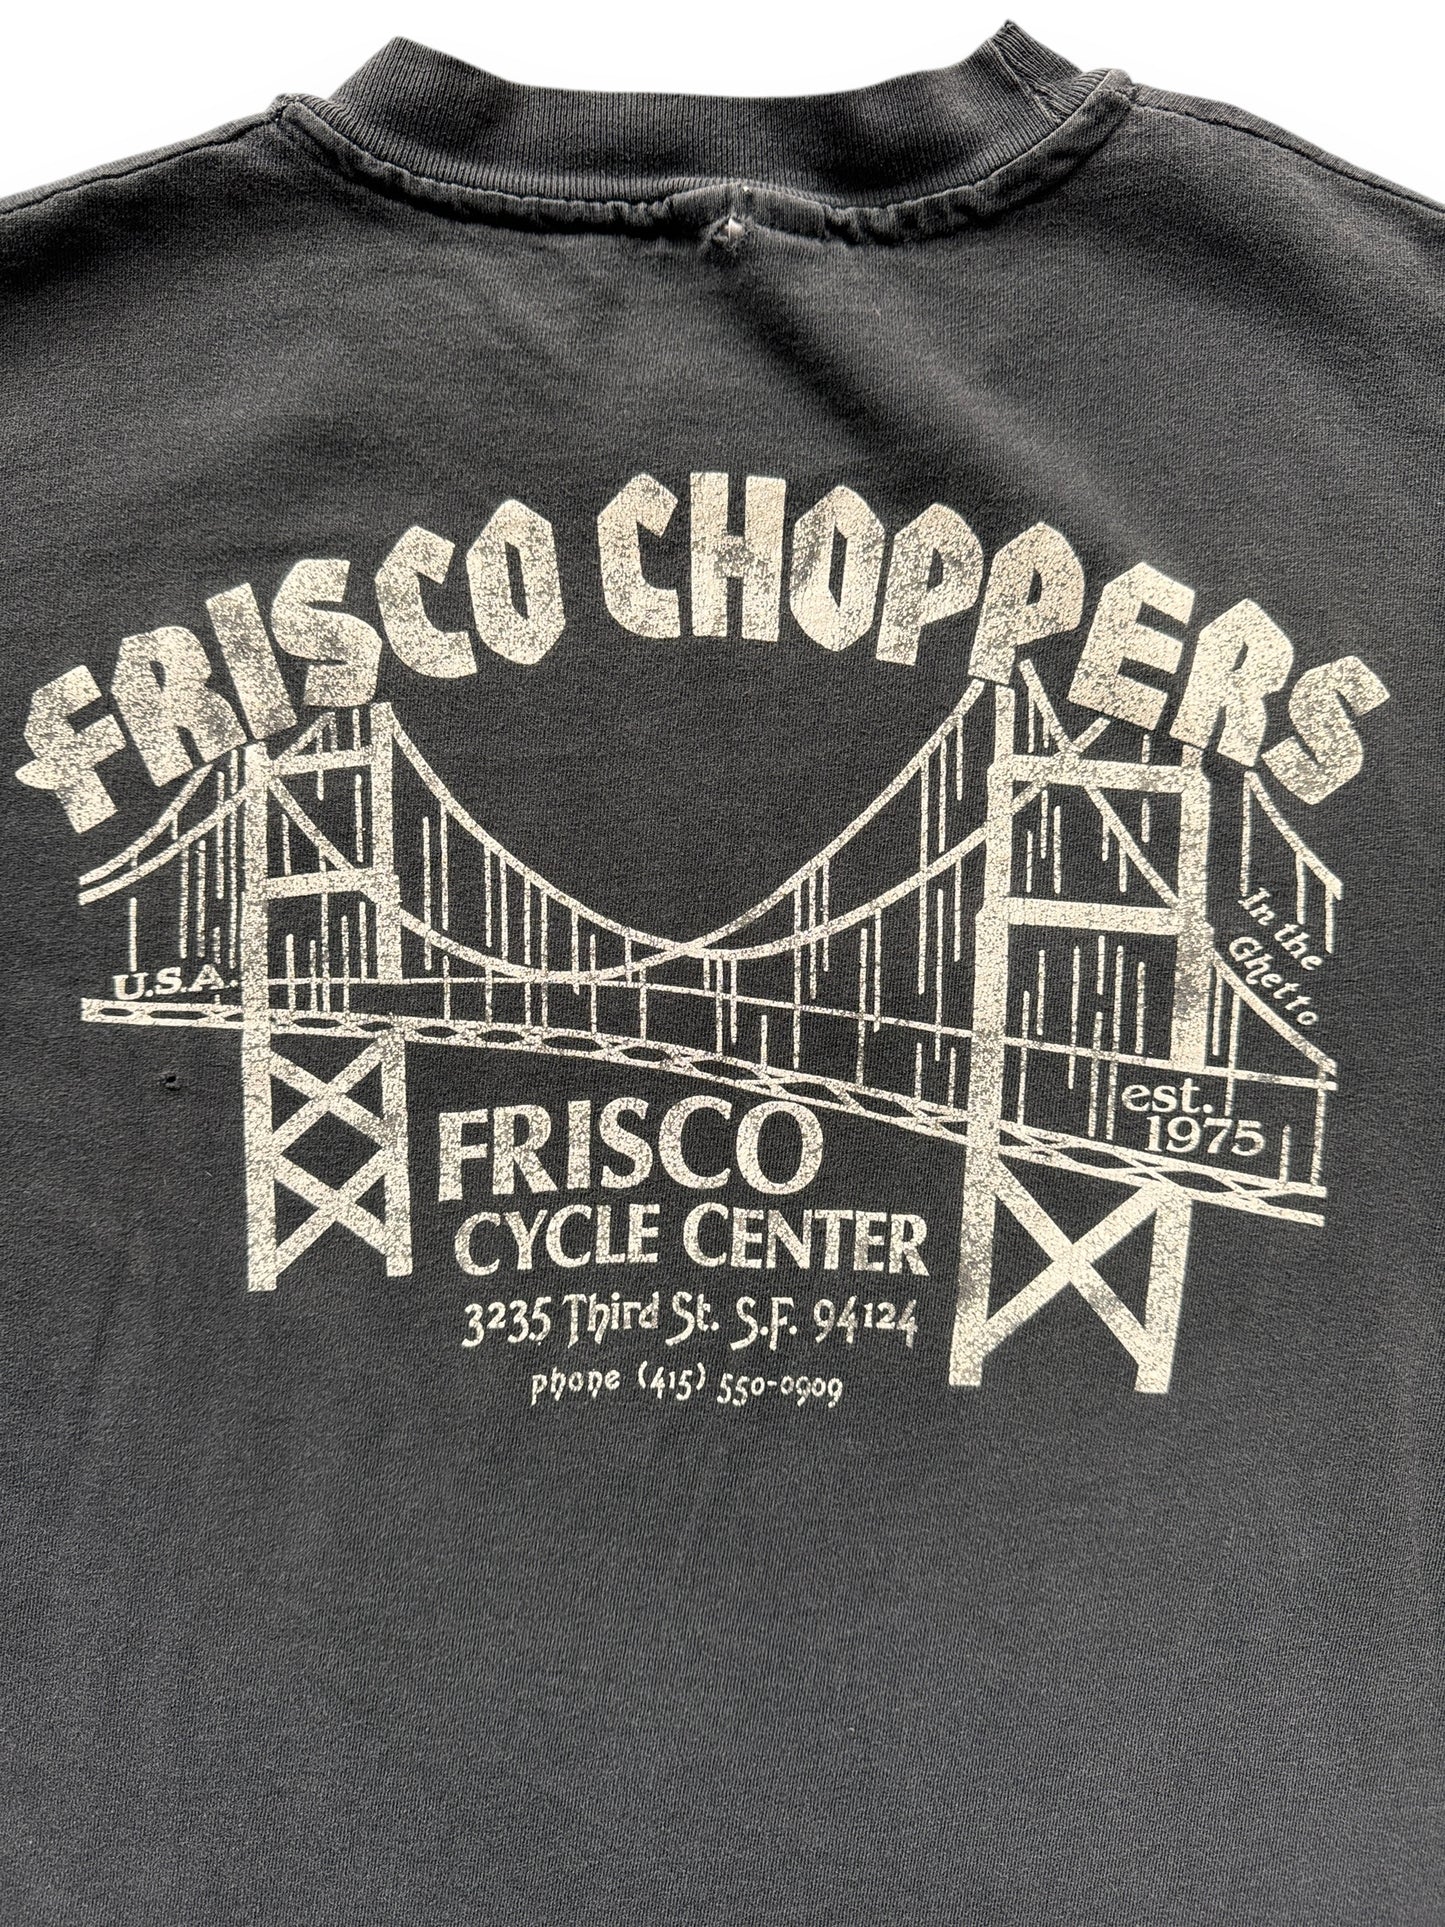 FRISCO CHOPPERS
In the
Ghetto
U.S.A.
est.
1975
FRISCO
CYCLE CENTER
3235 Third St. S.F. 94124
phone (415) 550-0909